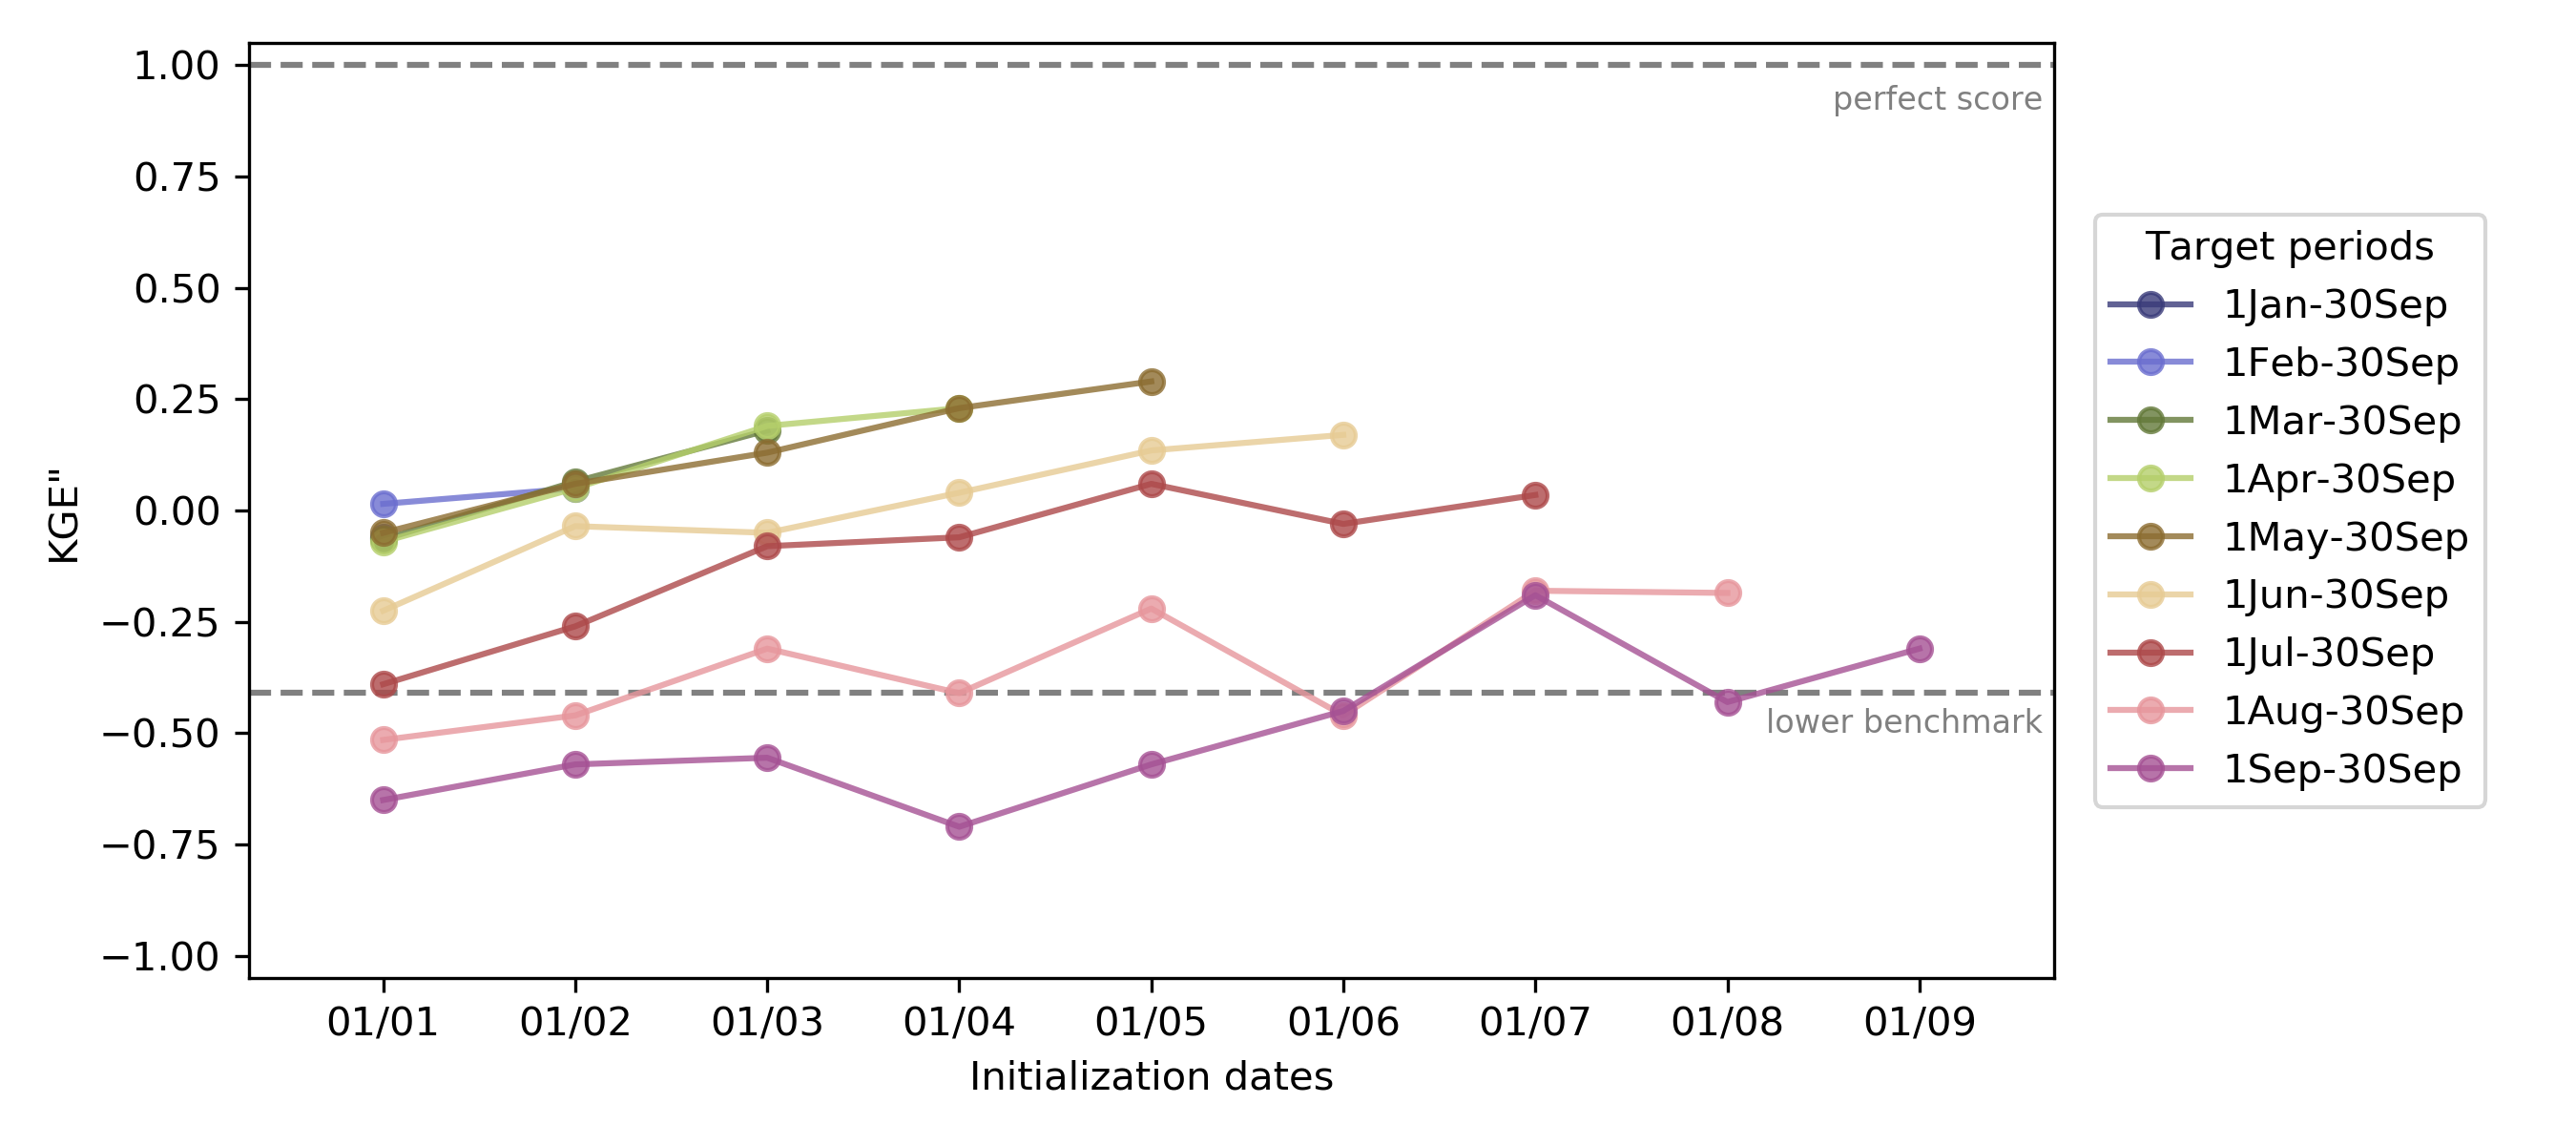 1.00
0.75
0.50
0.25
0.00
−0.25
−0.50
−0.75
−1.00
KGE"
perfect score
lower benchmark
01/01 01/02 01/03 01/04 01/05 01/06 01/07 01/08 01/09
Initialization dates
Target periods
1Jan-30Sep
1Feb-30Sep
1Mar-30Sep
1Apr-30Sep
1May-30Sep
1Jun-30Sep
1Jul-30Sep
1Aug-30Sep
1Sep-30Sep